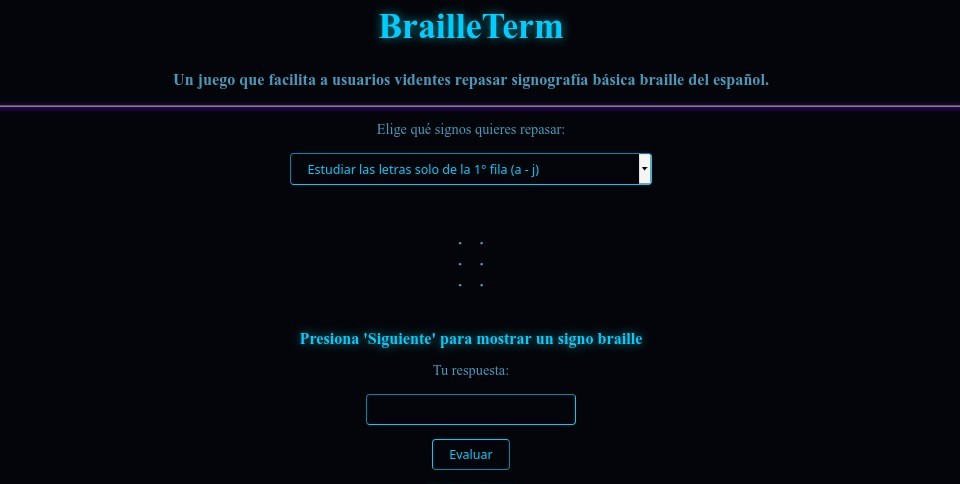 BrailleTerm
Un juego que facilita a usuarios videntes repasar signografía básica braille del español.
Elige qué signos quieres repasar:
Estudiar las letras solo de la 1º fila (a - j)
Presiona 'Siguiente' para mostrar un signo braille
Tu respuesta:
Evaluar